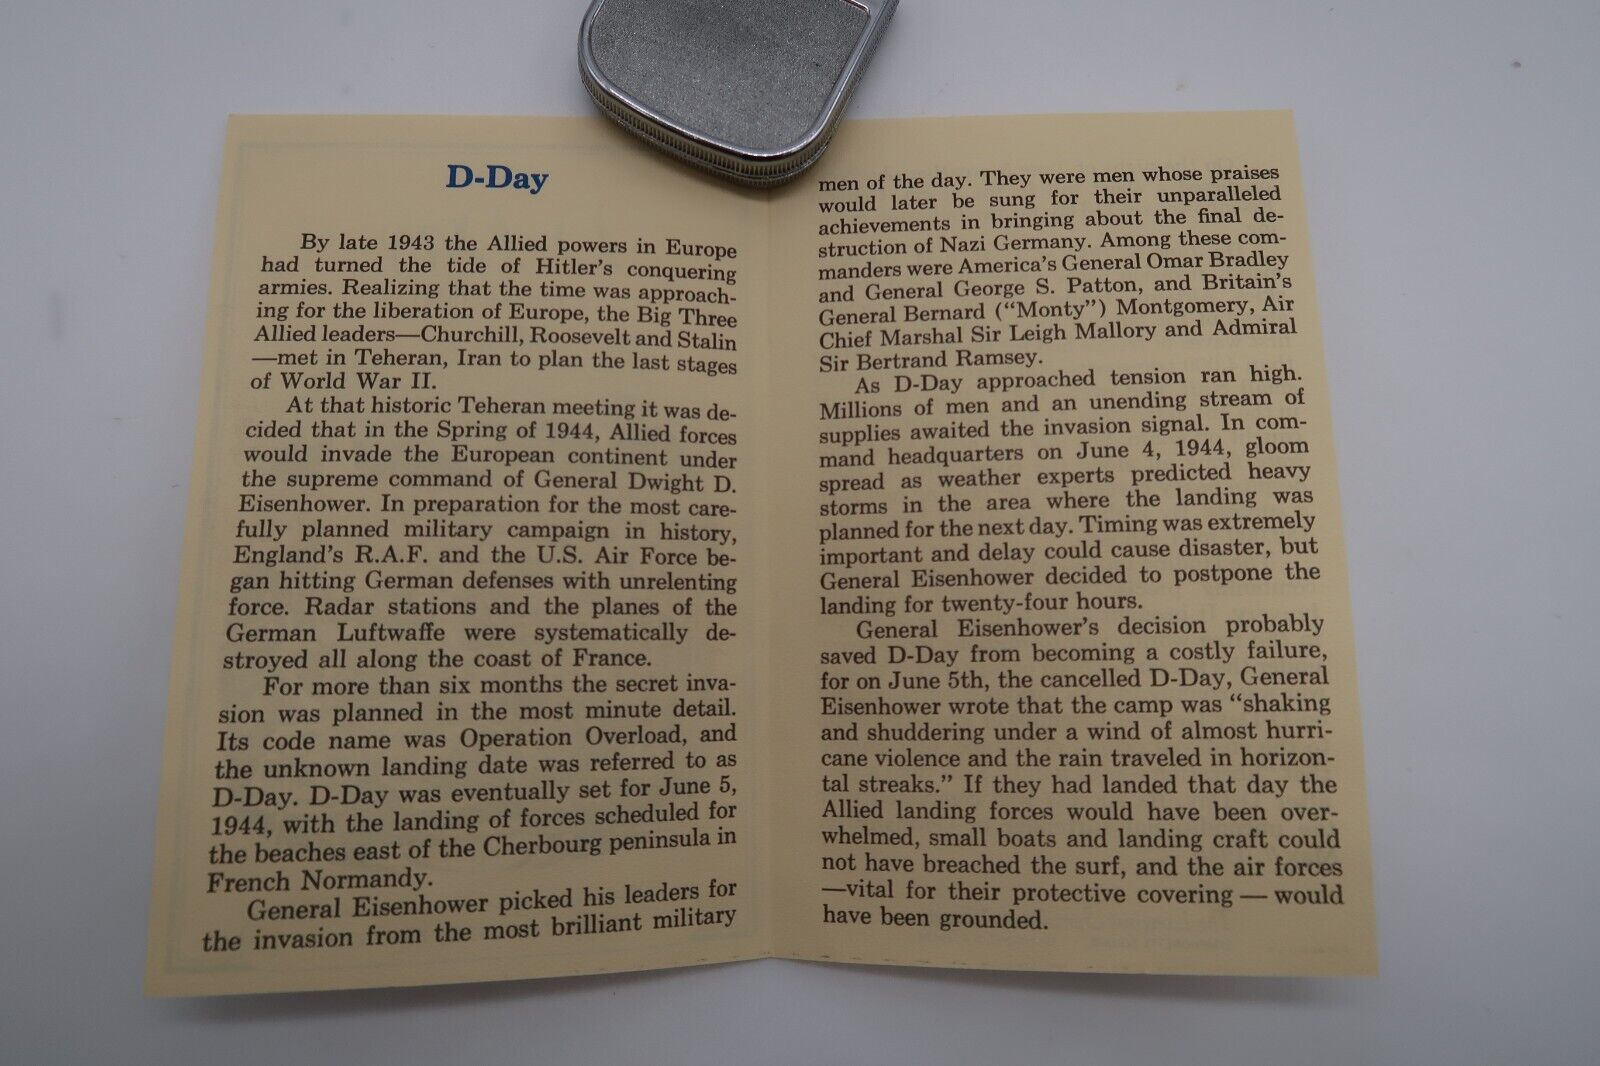 D-Day
By late 1943 the Allied powers in Europe
had turned the tide of Hitler's conquering
armies. Realizing that the time was approach-
ing for the liberation of Europe, the Big Three
Allied leaders—Churchill, Roosevelt and Stalin
—met in Teheran, Iran to plan the last stages
of World War II.
At that historic Teheran meeting it was de-
cided that in the Spring of 1944, Allied forces
would invade the European continent under
the supreme command of General Dwight D.
Eisenhower. In preparation for the most care-
fully planned military campaign in history,
England's R.A.F. and the U.S. Air Force be-
gan hitting German defenses with unrelenting
force. Radar stations and the planes of the
German Luftwaffe were systematically de-
stroyed all along the coast of France.
For more than six months the secret inva-
sion was planned in the most minute detail.
Its code name was Operation Overload, and
the unknown landing date was referred to as
D-Day. D-Day was eventually set for June 5,
1944, with the landing of forces scheduled for
the beaches east of the Cherbourg peninsula in
French Normandy.
General Eisenhower picked his leaders for
the invasion from the most brilliant military
men of the day. They were men whose praises
would later be sung for their unparalleled
achievements in bringing about the final de-
struction of Nazi Germany. Among these com-
manders were America's General Omar Bradley
and General George S. Patton, and Britain's
General Bernard ("Monty") Montgomery, Air
Chief Marshal Sir Leigh Mallory and Admiral
Sir Bertrand Ramsey.
As D-Day approached tension ran high.
Millions of men and an unending stream of
supplies awaited the invasion signal. In com-
mand headquarters on June 4, 1944, gloom
spread as weather experts predicted heavy
storms in the area where the landing was
planned for the next day. Timing was extremely
important and delay could cause disaster, but
General Eisenhower decided to postpone the
landing for twenty-four hours.
General Eisenhower's decision probably
saved D-Day from becoming a costly failure,
for on June 5th, the cancelled D-Day, General
Eisenhower wrote that the camp was "shaking
and shuddering under a wind of almost hurri-
cane violence and the rain traveled in horizon-
tal streaks." If they had landed that day the
Allied landing forces would have been over-
whelmed, small boats and landing craft could
not have breached the surf, and the air forces
—vital for their protective covering — would
have been grounded.